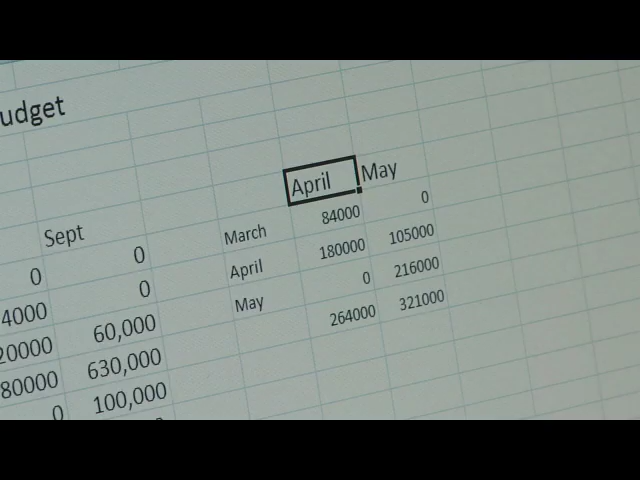 udget
April May
Sept
March 84000 0
0 0
April 180000 105000
4000 0
May 0 216000
20000 60,000
264000 321000
80000 630,000
0 100,000